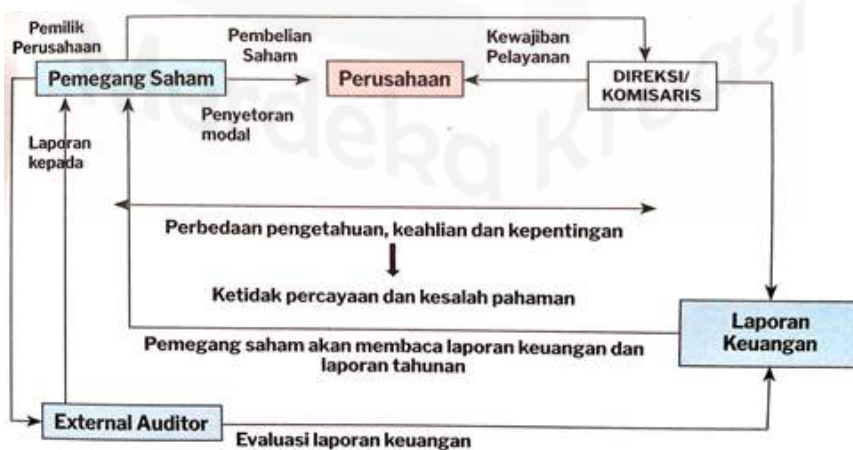 Pemilik
Perusahaan
Pembelian
Saham
Kewajiban
Pelayanan
Pemegang Saham
Perusahaan
DIREKSI/
KOMISARIS
Penyetoran
modal
Laporan
kepada
Merdeka Kreasi
Perbedaan pengetahuan, keahlian dan kepentingan
Ketidak percayaan dan kesalah pahaman
Laporan
Keuangan
Pemegang saham akan membaca laporan keuangan dan
laporan tahunan
External Auditor
Evaluasi laporan keuangan